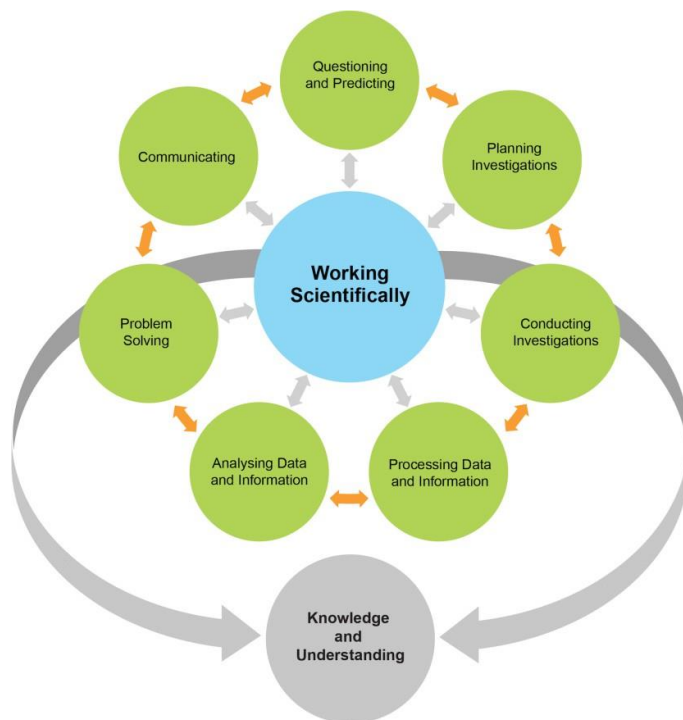 Questioning
and Predicting
Communicating
Planning
Investigations
Working
Scientifically
Problem
Solving
Conducting
Investigations
Analysing Data
and Information
Processing Data
and Information
Knowledge
and
Understanding